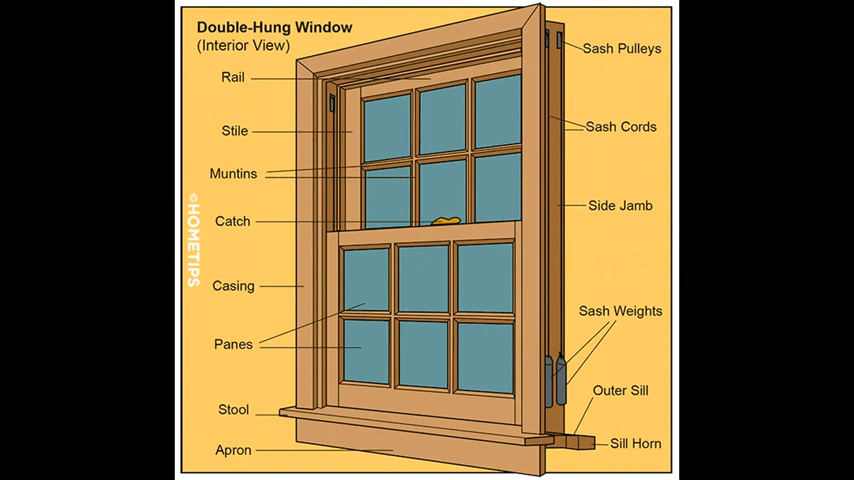 Double-Hung Window
(Interior View)
Rail
Stile
Muntins
Catch
Casing
Panes
Stool
Apron
Sash Pulleys
Sash Cords
Side Jamb
Sash Weights
Outer Sill
Sill Horn
©HOMETIPS